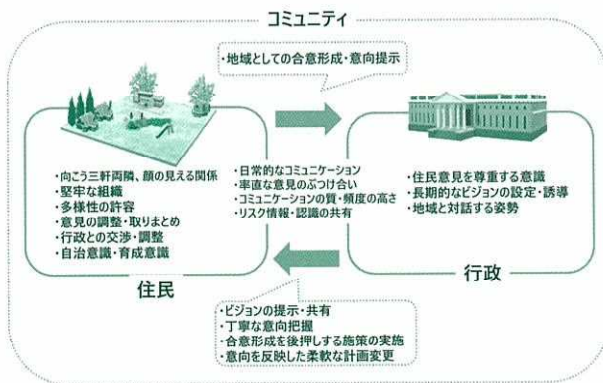 コミュニティ
・地域としての合意形成・意向提示
・向こう三軒両隣、顔の見える関係
・堅牢な組織
・多様性の許容
・意見の調整・取りまとめ
・行政との交渉・調整
・自治意識・育成意識
住民
・日常的なコミュニケーション
・率直な意見のぶつけ合い
・コミュニケーションの質・頻度の高さ
・リスク情報・認識の共有
・住民意見を尊重する意識
・長期的なビジョンの設定・誘導
・地域と対話する姿勢
行政
・ビジョンの提示・共有
・丁寧な意向把握
・合意形成を後押しする施策の実施
・意向を反映した柔軟な計画変更